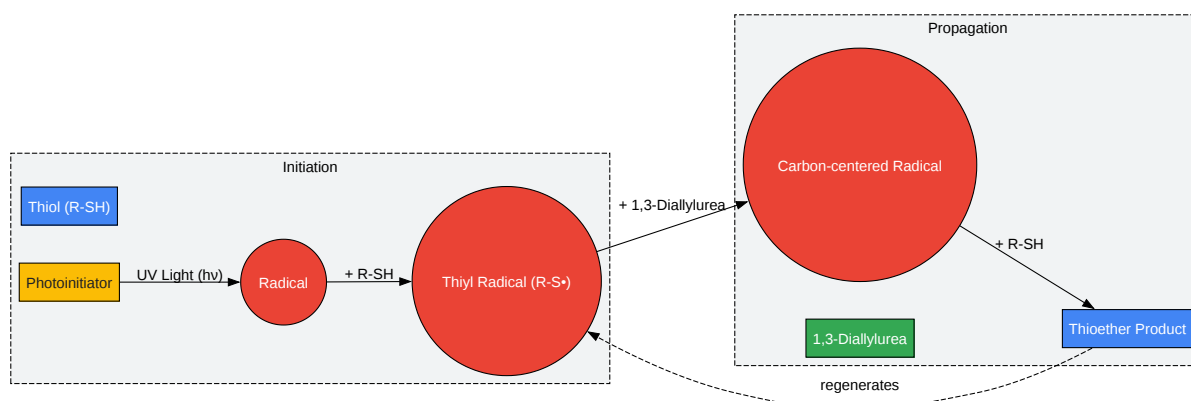 Initiation
Thiol (R-SH)
Photoinitiator
UV Light (hν)
Radical
+ R-SH
Thiyl Radical (R-S•)
+ 1,3-Diallylurea
Propagation
Carbon-centered Radical
+ R-SH
1,3-Diallylurea
Thioether Product
regenerates